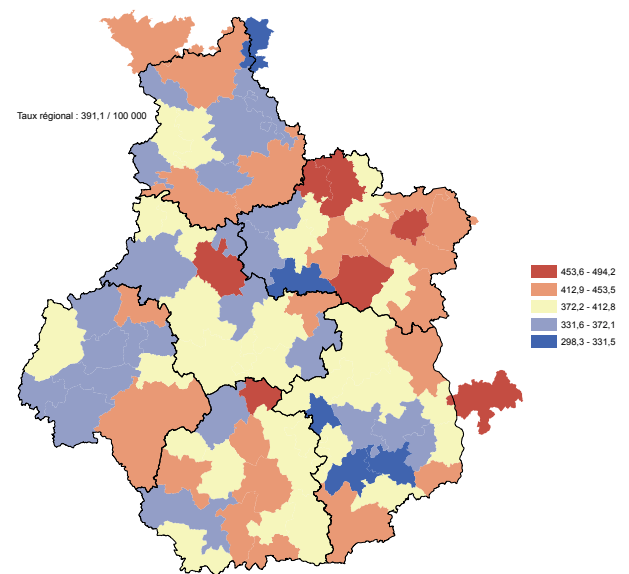 Taux régional : 391,1 / 100 000
453,6 - 494,2
412,9 - 453,5
372,2 - 412,8
331,6 - 372,1
298,3 - 331,5